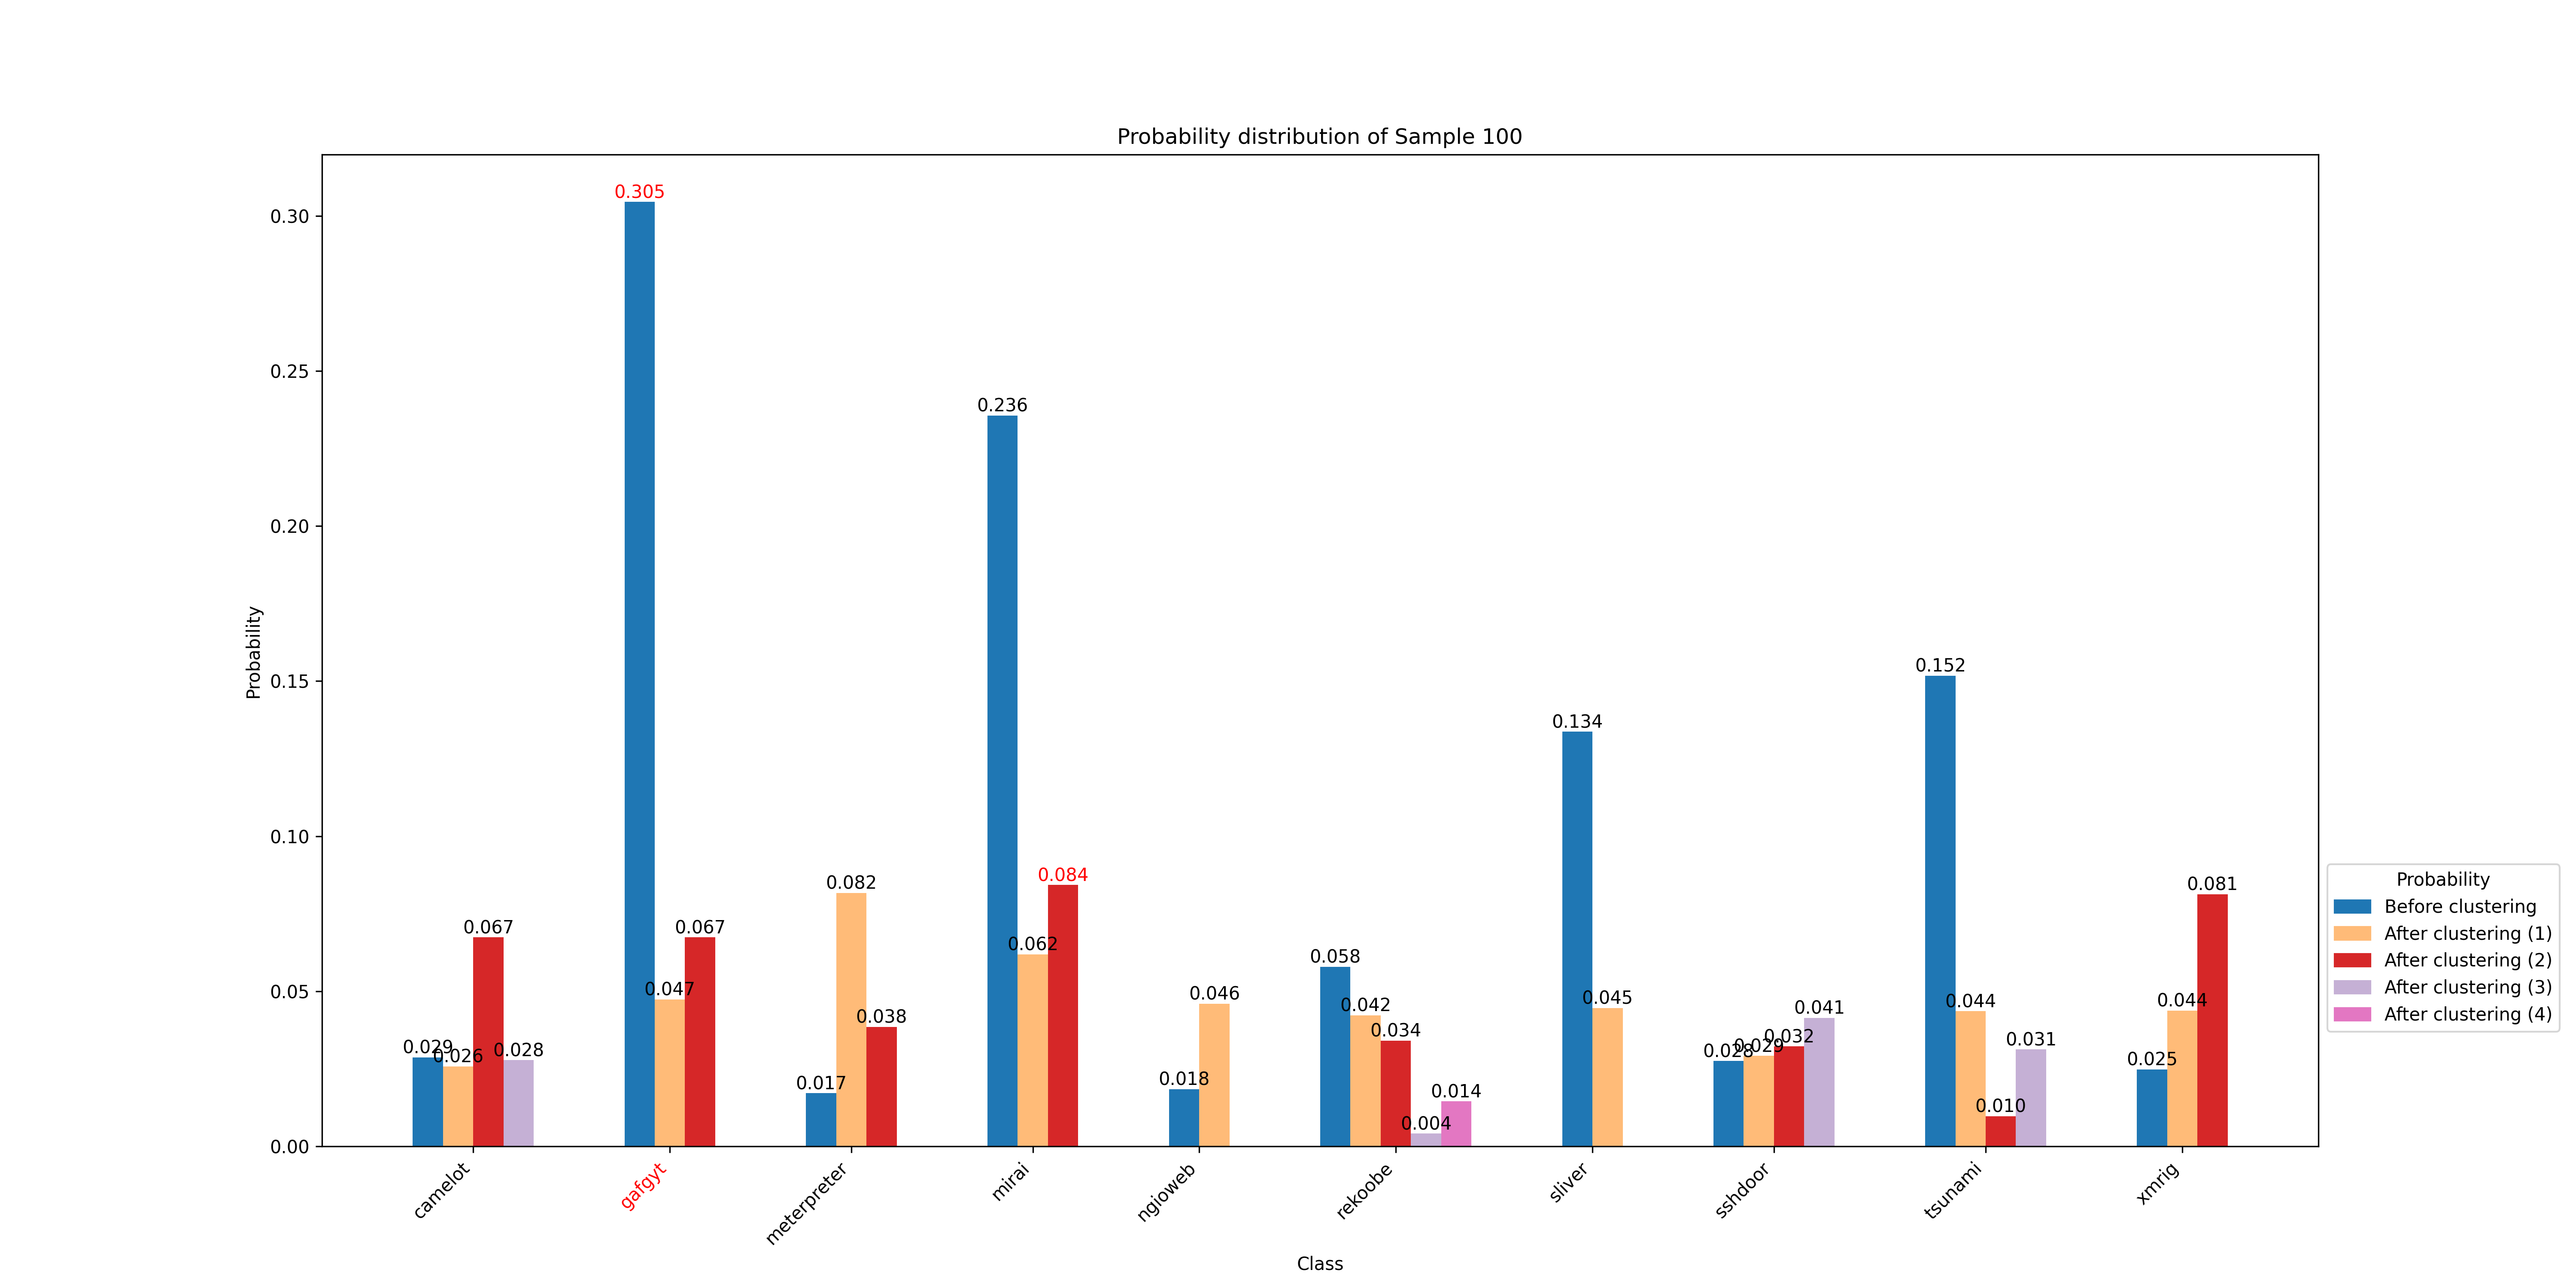 Probability distribution of Sample 100
Probability
0.30
0.25
0.20
0.15
0.10
0.05
0.00
0.029
0.026
0.067
0.028
0.305
0.047
0.067
0.017
0.082
0.038
0.236
0.062
0.084
0.018
0.046
0.058
0.042
0.034
0.004
0.014
0.134
0.045
0.028
0.029
0.032
0.041
0.152
0.044
0.010
0.031
0.025
0.044
0.081
camelot
gafgyt
meterpreter
mirai
ngioweb
rekoobe
sliver
sshdoor
tsunami
xmrig
Class
Probability
Before clustering
After clustering (1)
After clustering (2)
After clustering (3)
After clustering (4)